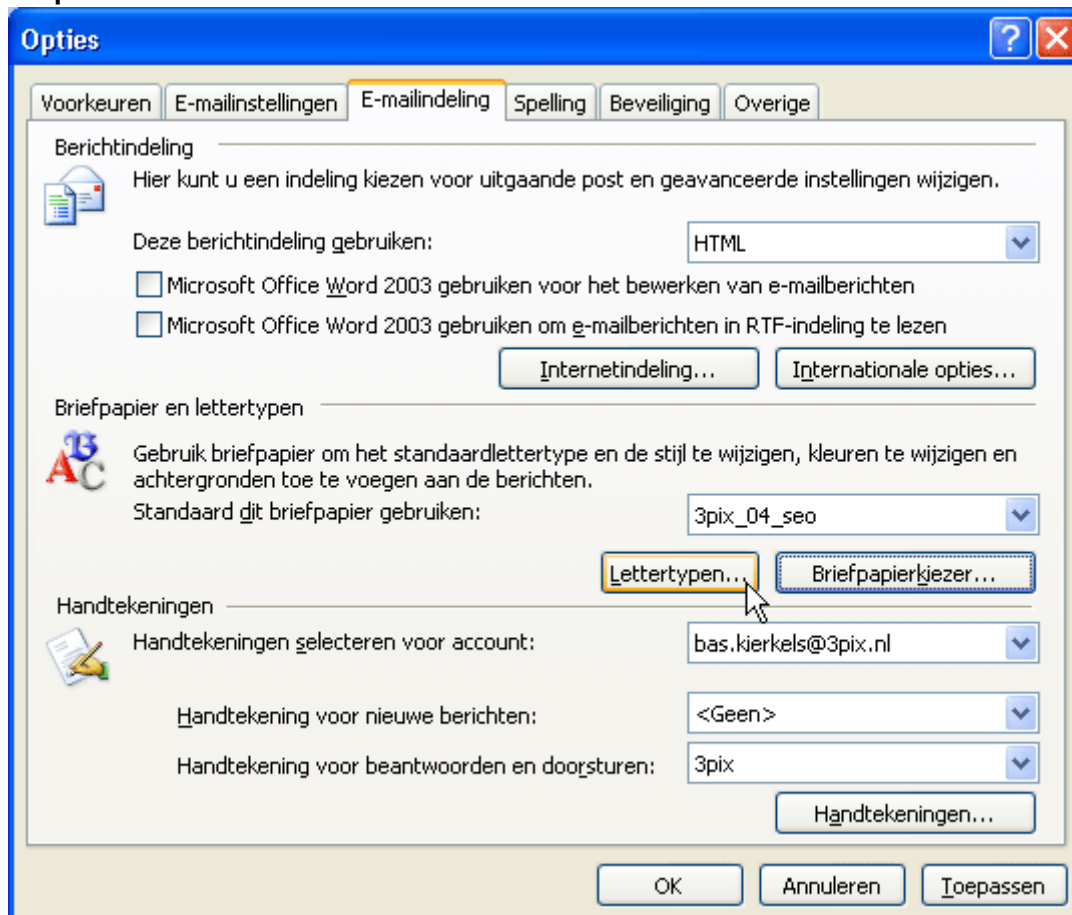 Opties
Voorkeuren E-mailinstellingen E-mailindeling Spelling Beveiliging Overige
Berichtindeling
Hier kunt u een indeling kiezen voor uitgaande post en geavanceerde instellingen wijzigen.
Deze berichtindeling gebruiken: HTML
Microsoft Office Word 2003 gebruiken voor het bewerken van e-mailberichten
Microsoft Office Word 2003 gebruiken om e-mailberichten in RTF-indeling te lezen
Internetindeling... Internationale opties...
Briefpapier en lettertypen
Gebruik briefpapier om het standaardlettertype en de stijl te wijzigen, kleuren te wijzigen en
achtergronden toe te voegen aan de berichten.
Standaard dit briefpapier gebruiken: 3pix_04_seo
Lettertypen... Briefpapierkiezer...
Handtekeningen
Handtekeningen selecteren voor account: bas.kierkels@3pix.nl
Handtekening voor nieuwe berichten: <Geen>
Handtekening voor beantwoorden en doorsturen: 3pix
Handtekeningen...
OK Annuleren Toepassen